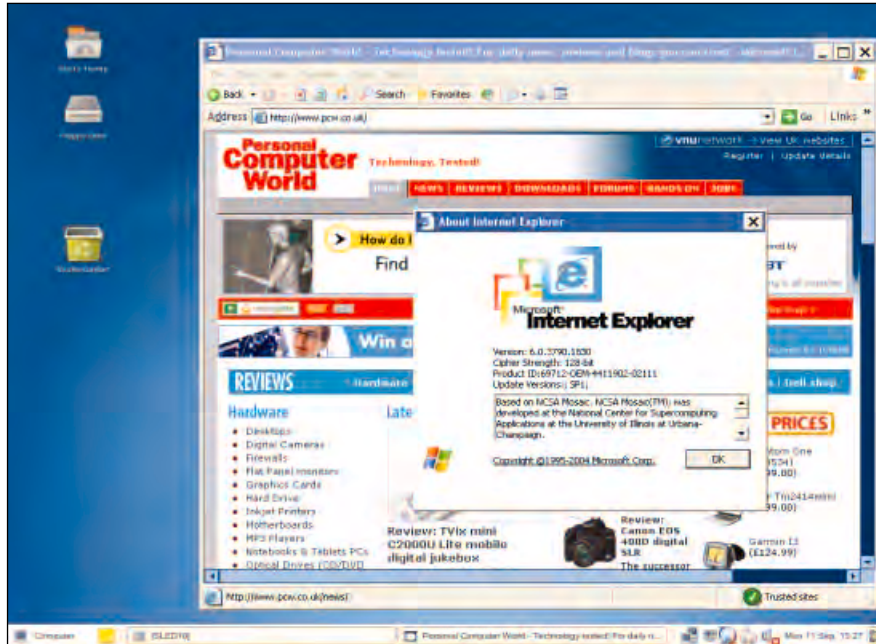 Personal Computer World - Technology tested! For daily news, reviews and blogs
Back
Search
Favorites
Address
http://www.pcw.co.uk/
Go
Links
Personal
Computer
World
Technology, Tested!
vnunetwork
View UK websites
Register | Update details
NEWS
REVIEWS
DOWNLOADS
FORUMS
HANDS ON
JOBS
How do I
Find
Win a
REVIEWS
Hardware
Hardware
Desktops
Digital Cameras
Firewalls
Flat Panel monitors
Graphics Cards
Hard Drive
Inkjet Printers
Motherboards
MP3 Players
Notebooks & Tablets PCs
Optical Drives (CD/DVD
Late
Review: TVix mini
C2000U Lite mobile
digital jukebox
Review:
Canon EOS
400D digital
SLR
The successor
PRICES
Garmin I3
(£124.99)
About Internet Explorer
Microsoft
Internet Explorer
Version: 6.0.3790.1830
Cipher Strength: 128-bit
Product ID:69712-OEM-4411902-02111
Update Versions:; SP1;
Based on NCSA Mosaic. NCSA Mosaic(TM); was
developed at the National Center for Supercomputing
Applications at the University of Illinois at Urbana-
Champaign.
Copyright ©1995-2004 Microsoft Corp.
OK
http://www.pcw.co.uk/news/
Trusted sites
Computer
[SLED10]
Personal Computer World - Technology tested! For daily n...
Mon 11 Sep, 15:27